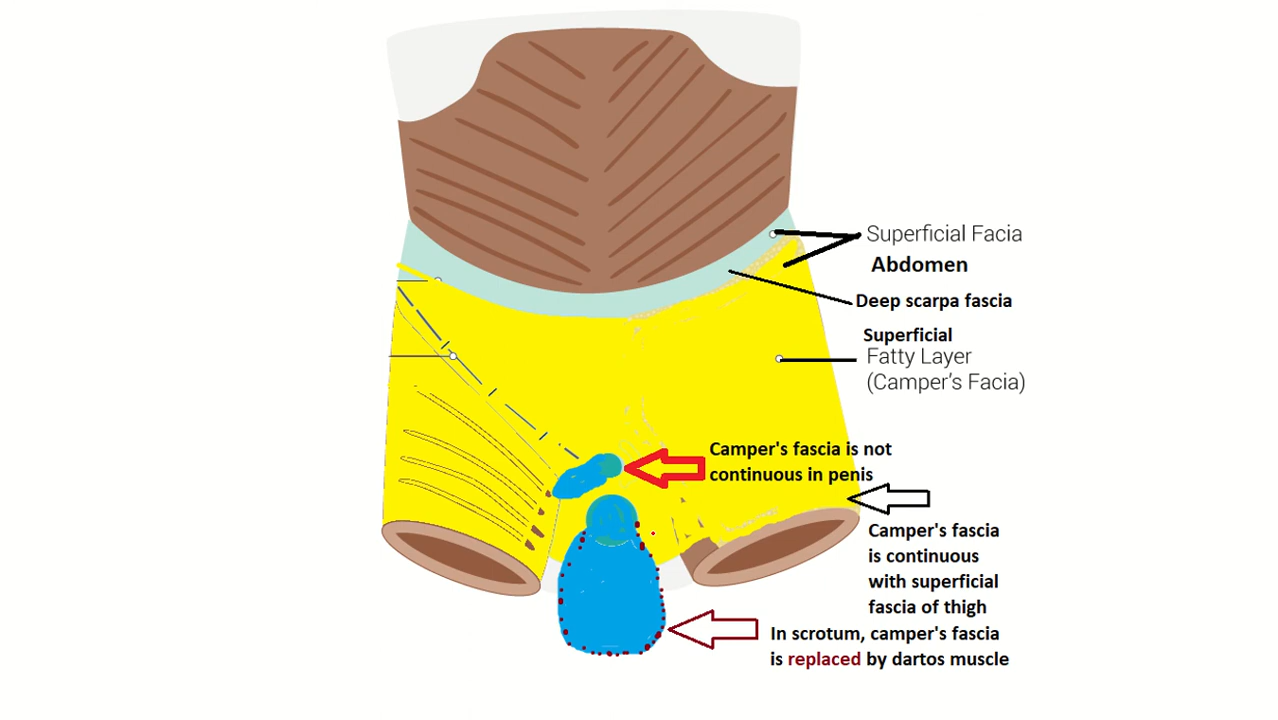 Superficial Facia
Abdomen
Deep scarpa fascia
Superficial
Fatty Layer
(Camper's Facia)
Camper's fascia is not
continuous in penis
Camper's fascia
is continuous
with superficial
fascia of thigh
In scrotum, camper's fascia
is replaced by dartos muscle